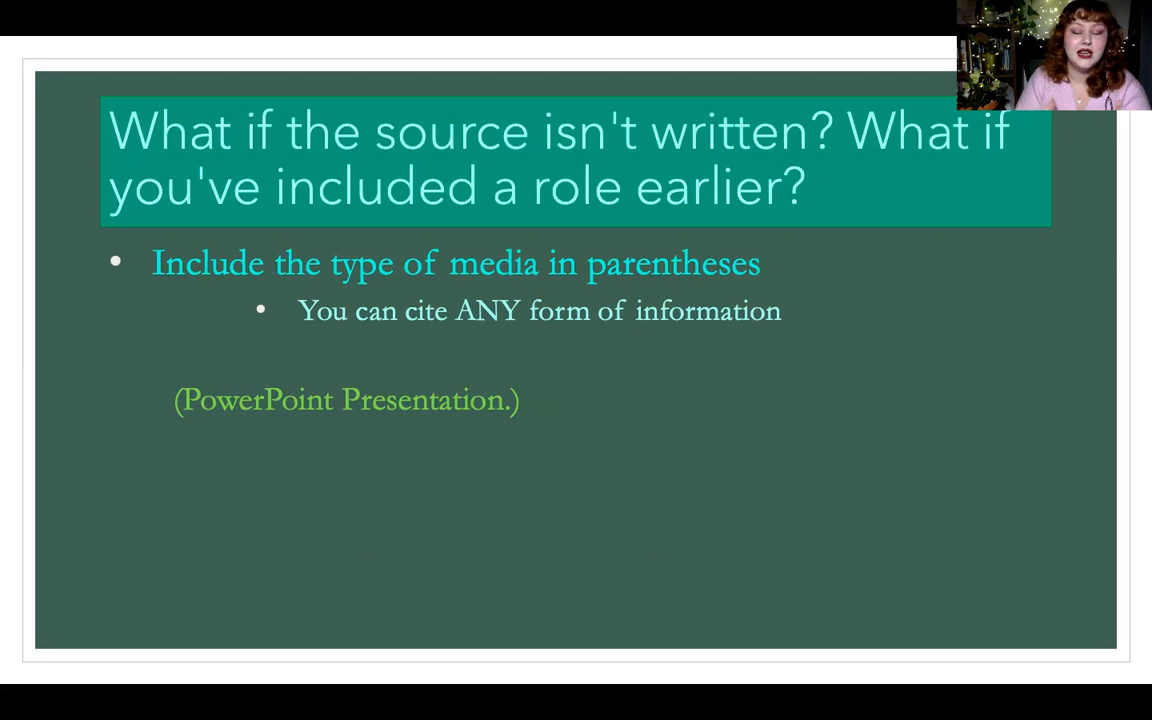 What if the source isn't written? What if
you've included a role earlier?
• Include the type of media in parentheses
• You can cite ANY form of information
(PowerPoint Presentation.)